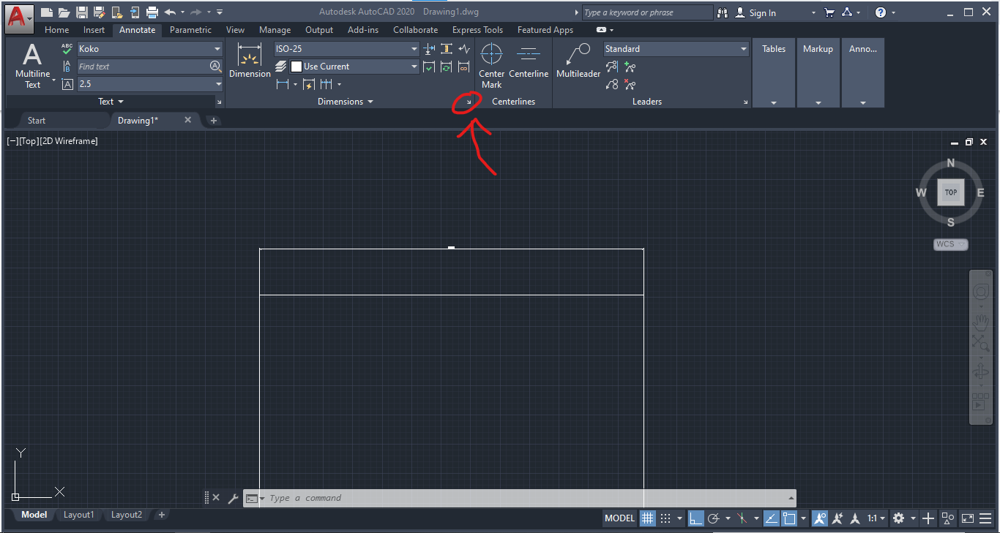 Autodesk AutoCAD 2020 Drawing1.dwg
Type a keyword or phrase
Sign In
Home Insert Annotate Parametric View Manage Output Add-ins Collaborate Express Tools Featured Apps
A
Multiline
Text
ABC
Koko
A
B
Find text
A
2.5
Text
Dimension
ISO-25
Use Current
Dimensions
Center
Mark
Centerline
Centerlines
Multileader
Standard
Leaders
Tables
Markup
Anno...
Start
Drawing1*
[−][Top][2D Wireframe]
N
W
TOP
E
S
WCS
Y
X
Type a command
Model Layout1 Layout2
MODEL
1:1